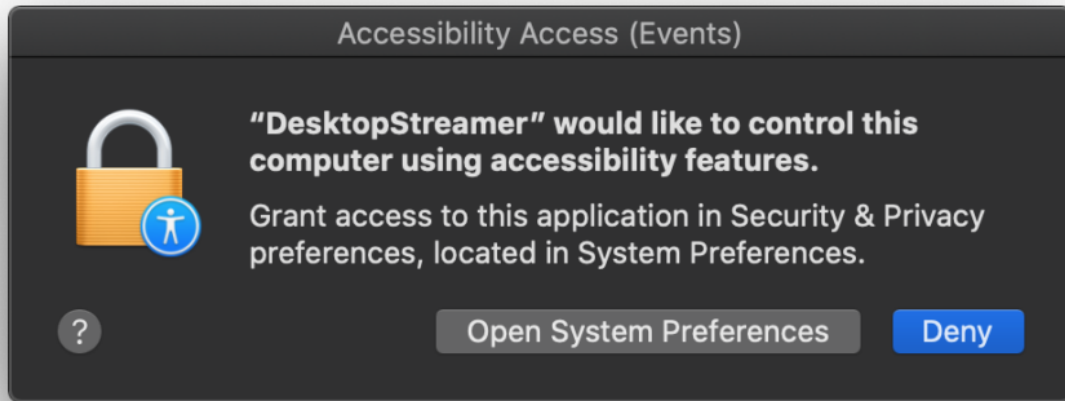 Accessibility Access (Events)
“DesktopStreamer” would like to control this
computer using accessibility features.
Grant access to this application in Security & Privacy
preferences, located in System Preferences.
?
Open System Preferences
Deny